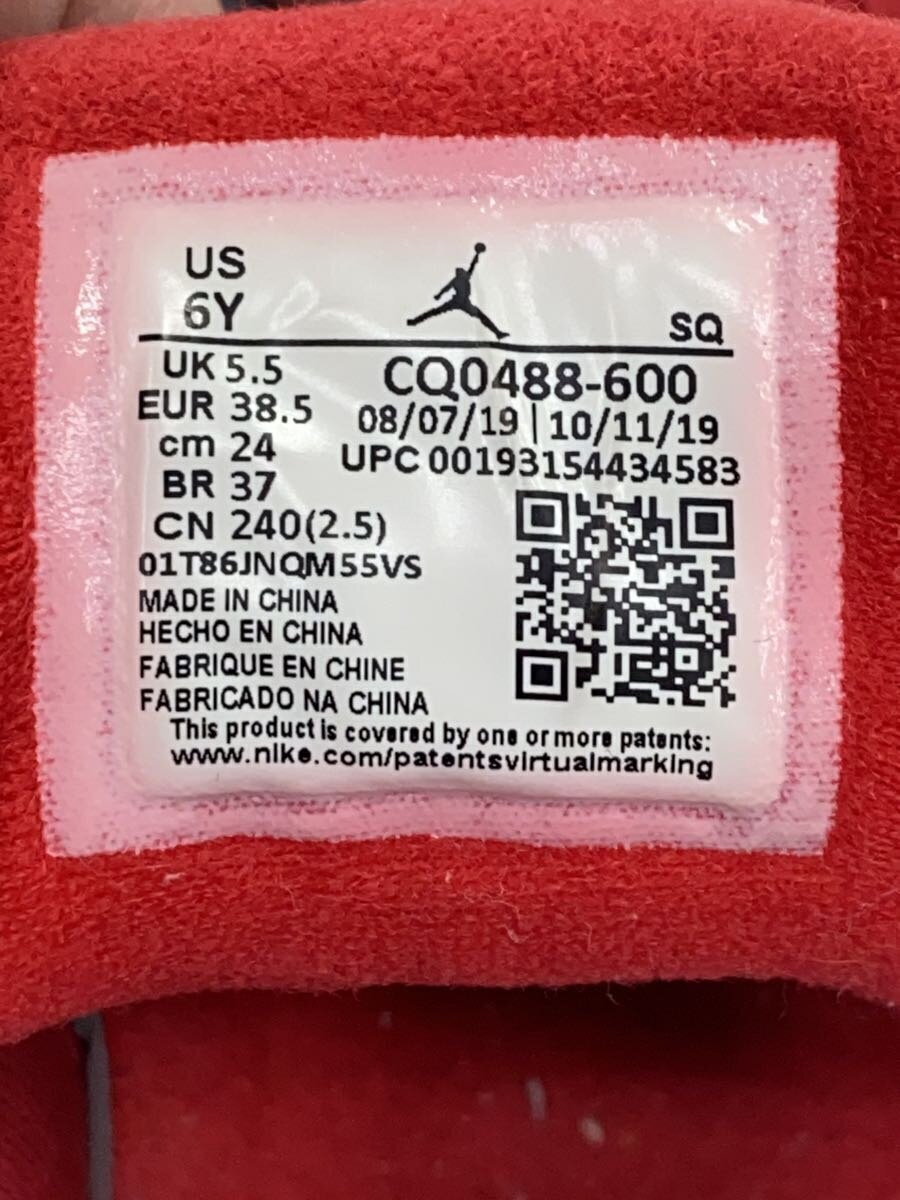 US
6Y
SQ
UK 5.5
EUR 38.5
cm 24
BR 37
CN 240(2.5)
CQ0488-600
08/07/19 | 10/11/19
UPC 00193154434583
01T86JNQM55VS
MADE IN CHINA
HECHO EN CHINA
FABRIQUE EN CHINE
FABRICADO NA CHINA
This product is covered by one or more patents:
www.nike.com/patentsvirtualmarking